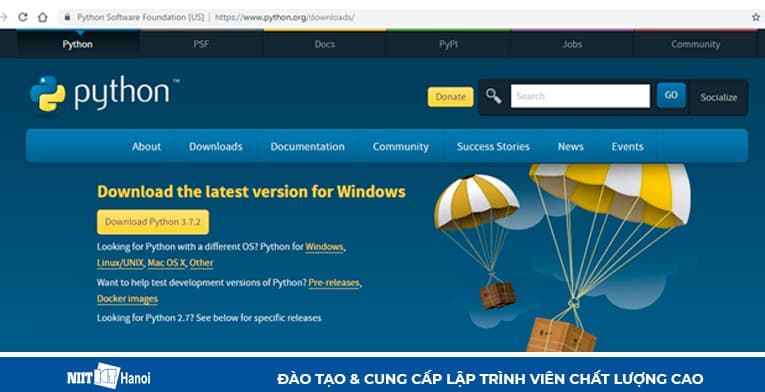 Python Software Foundation [US] | https://www.python.org/downloads/
Python PSF Docs PyPI Jobs Community
python™ Donate Search GO Socialize
About Downloads Documentation Community Success Stories News Events
Download the latest version for Windows
Download Python 3.7.2
Looking for Python with a different OS? Python for Windows,
Linux/UNIX, Mac OS X, Other
Want to help test development versions of Python? Pre-releases,
Docker images
Looking for Python 2.7? See below for specific releases
NIIT ICT Hanoi ĐÀO TẠO & CUNG CẤP LẬP TRÌNH VIÊN CHẤT LƯỢNG CAO